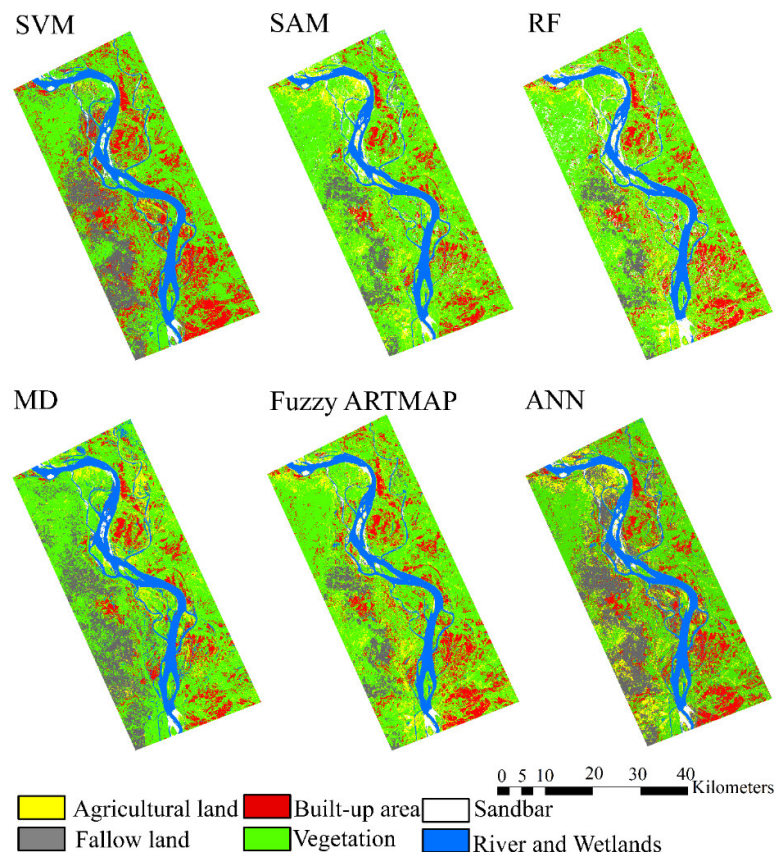 SVM SAM RF
MD Fuzzy ARTMAP ANN
0 5 10 20 30 40 Kilometers
Agricultural land Built-up area Sandbar
Fallow land Vegetation River and Wetlands